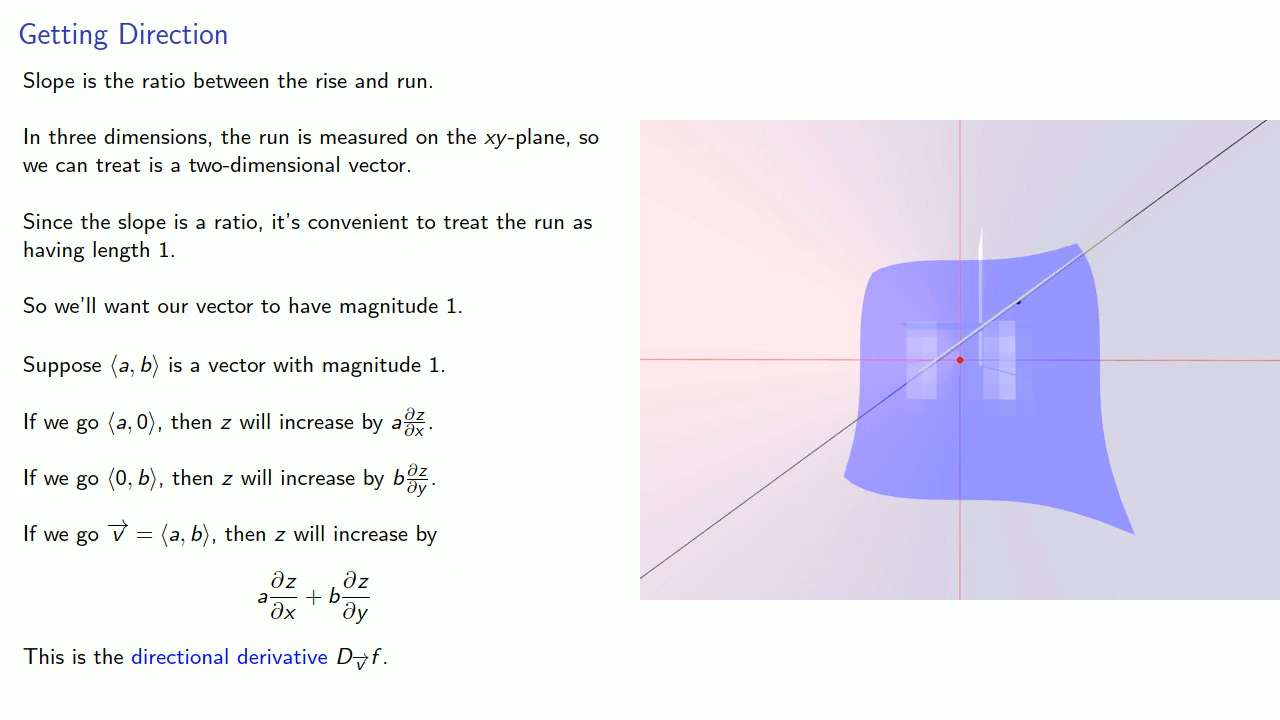 Getting Direction
Slope is the ratio between the rise and run.
In three dimensions, the run is measured on the xy-plane, so
we can treat is a two-dimensional vector.
Since the slope is a ratio, it's convenient to treat the run as
having length 1.
So we'll want our vector to have magnitude 1.
Suppose ⟨a, b⟩ is a vector with magnitude 1.
If we go ⟨a, 0⟩, then z will increase by a ∂z/∂x.
If we go ⟨0, b⟩, then z will increase by b ∂z/∂y.
If we go v⃗ = ⟨a, b⟩, then z will increase by
a ∂z/∂x + b ∂z/∂y
This is the directional derivative D_v⃗ f.